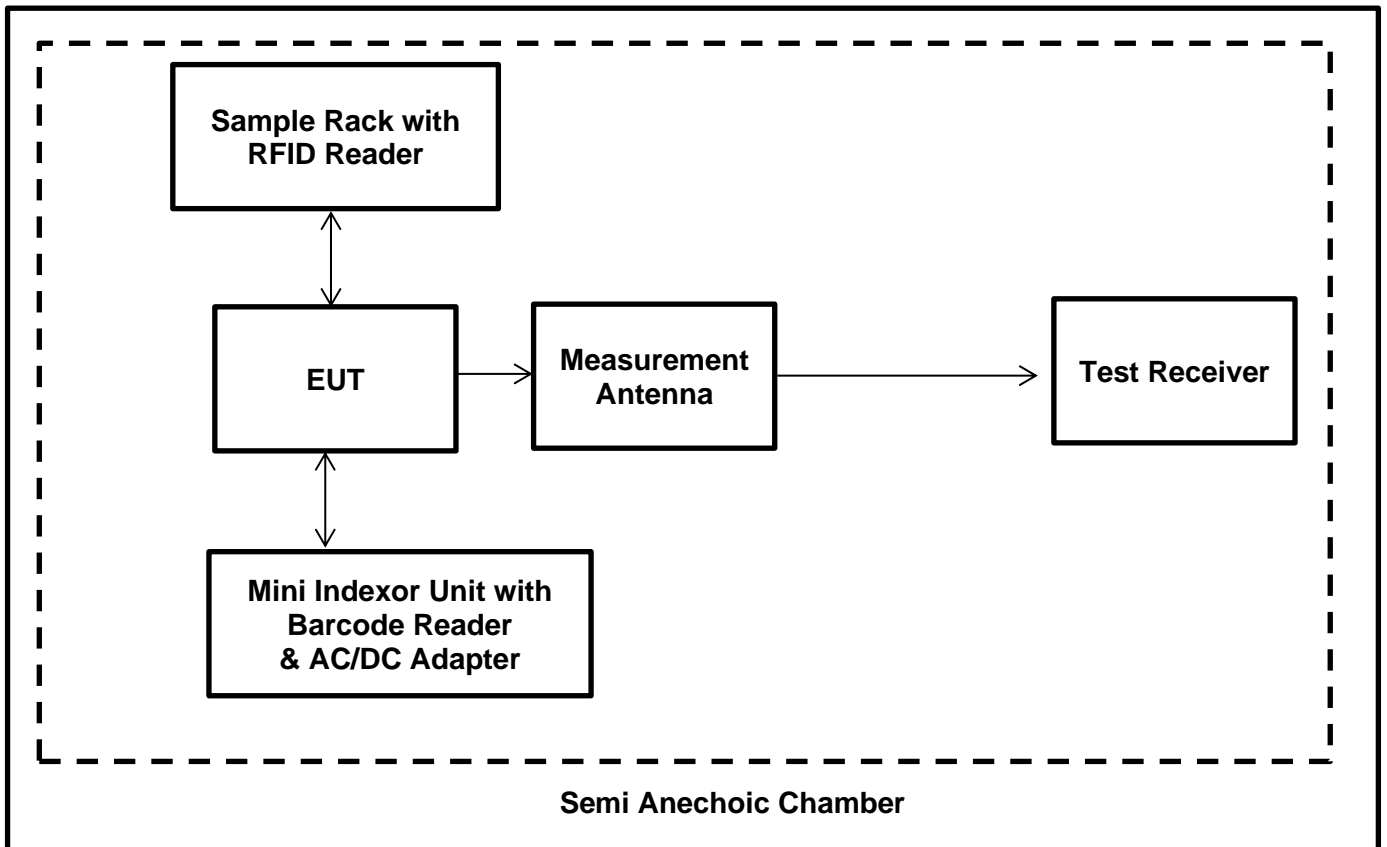 Sample Rack with
RFID Reader
EUT
Measurement
Antenna
Test Receiver
Mini Indexor Unit with
Barcode Reader
& AC/DC Adapter
Semi Anechoic Chamber